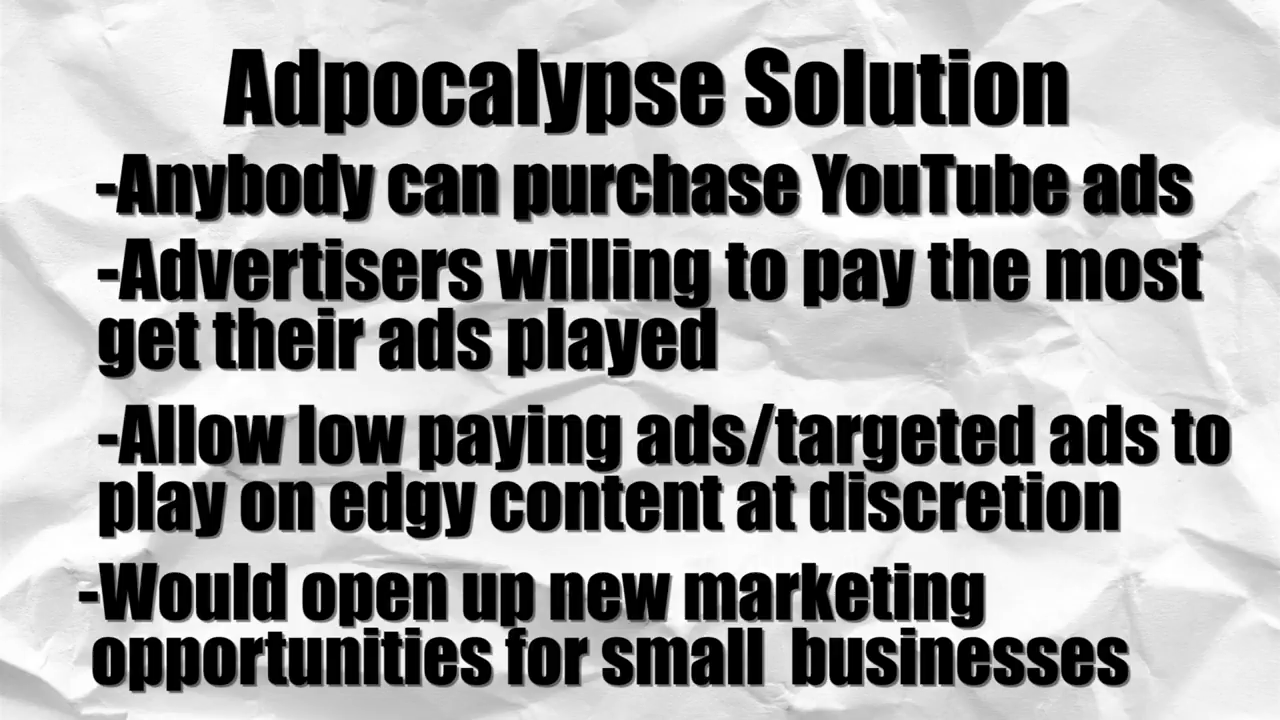 Adpocalypse Solution
-Anybody can purchase YouTube ads
-Advertisers willing to pay the most
get their ads played
-Allow low paying ads/targeted ads to
play on edgy content at discretion
-Would open up new marketing
opportunities for small  businesses